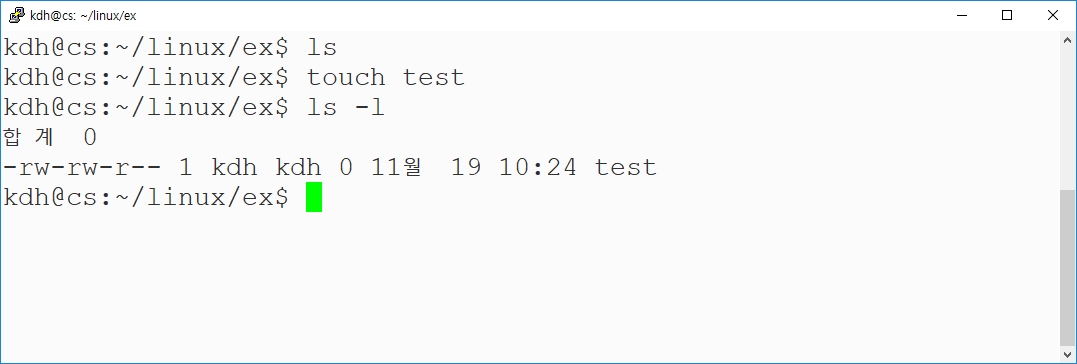 kdh@cs: ~/linux/ex
kdh@cs:~/linux/ex$ ls
kdh@cs:~/linux/ex$ touch test
kdh@cs:~/linux/ex$ ls -l
합계 0
-rw-rw-r-- 1 kdh kdh 0 11월 19 10:24 test
kdh@cs:~/linux/ex$